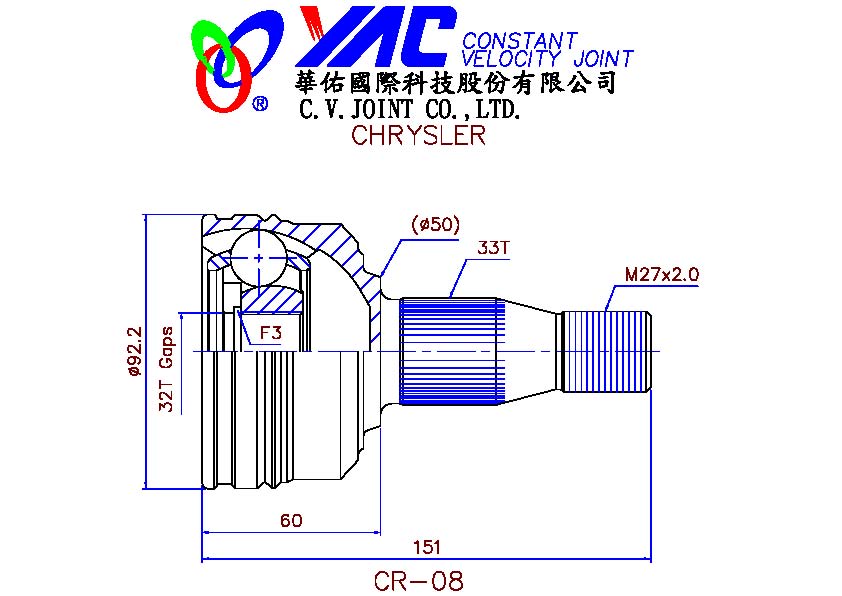 YAC CONSTANT
VELOCITY JOINT
®
華佑國際科技股份有限公司
C.V.JOINT CO.,LTD.
CHRYSLER
(ø50)
33T
M27x2.0
F3
ø92.2
32T Gaps
60
151
CR-08